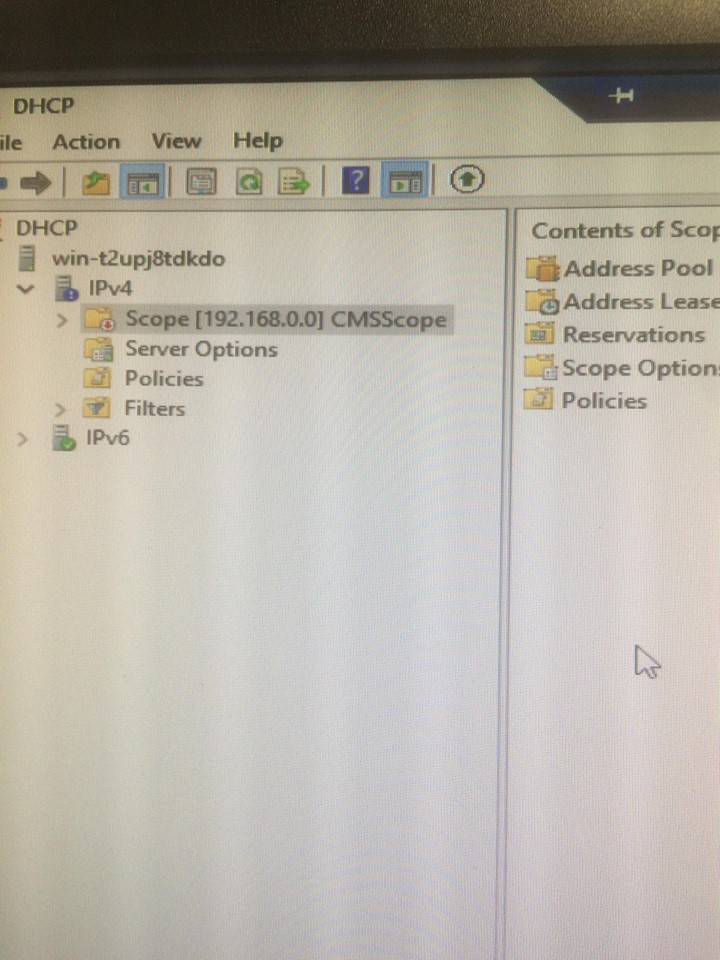 DHCP
ile Action View Help
?
DHCP
win-t2upj8tdkdo
IPv4
Scope [192.168.0.0] CMSScope
Server Options
Policies
Filters
IPv6
Contents of Scop
Address Pool
Address Lease
Reservations
Scope Option
Policies